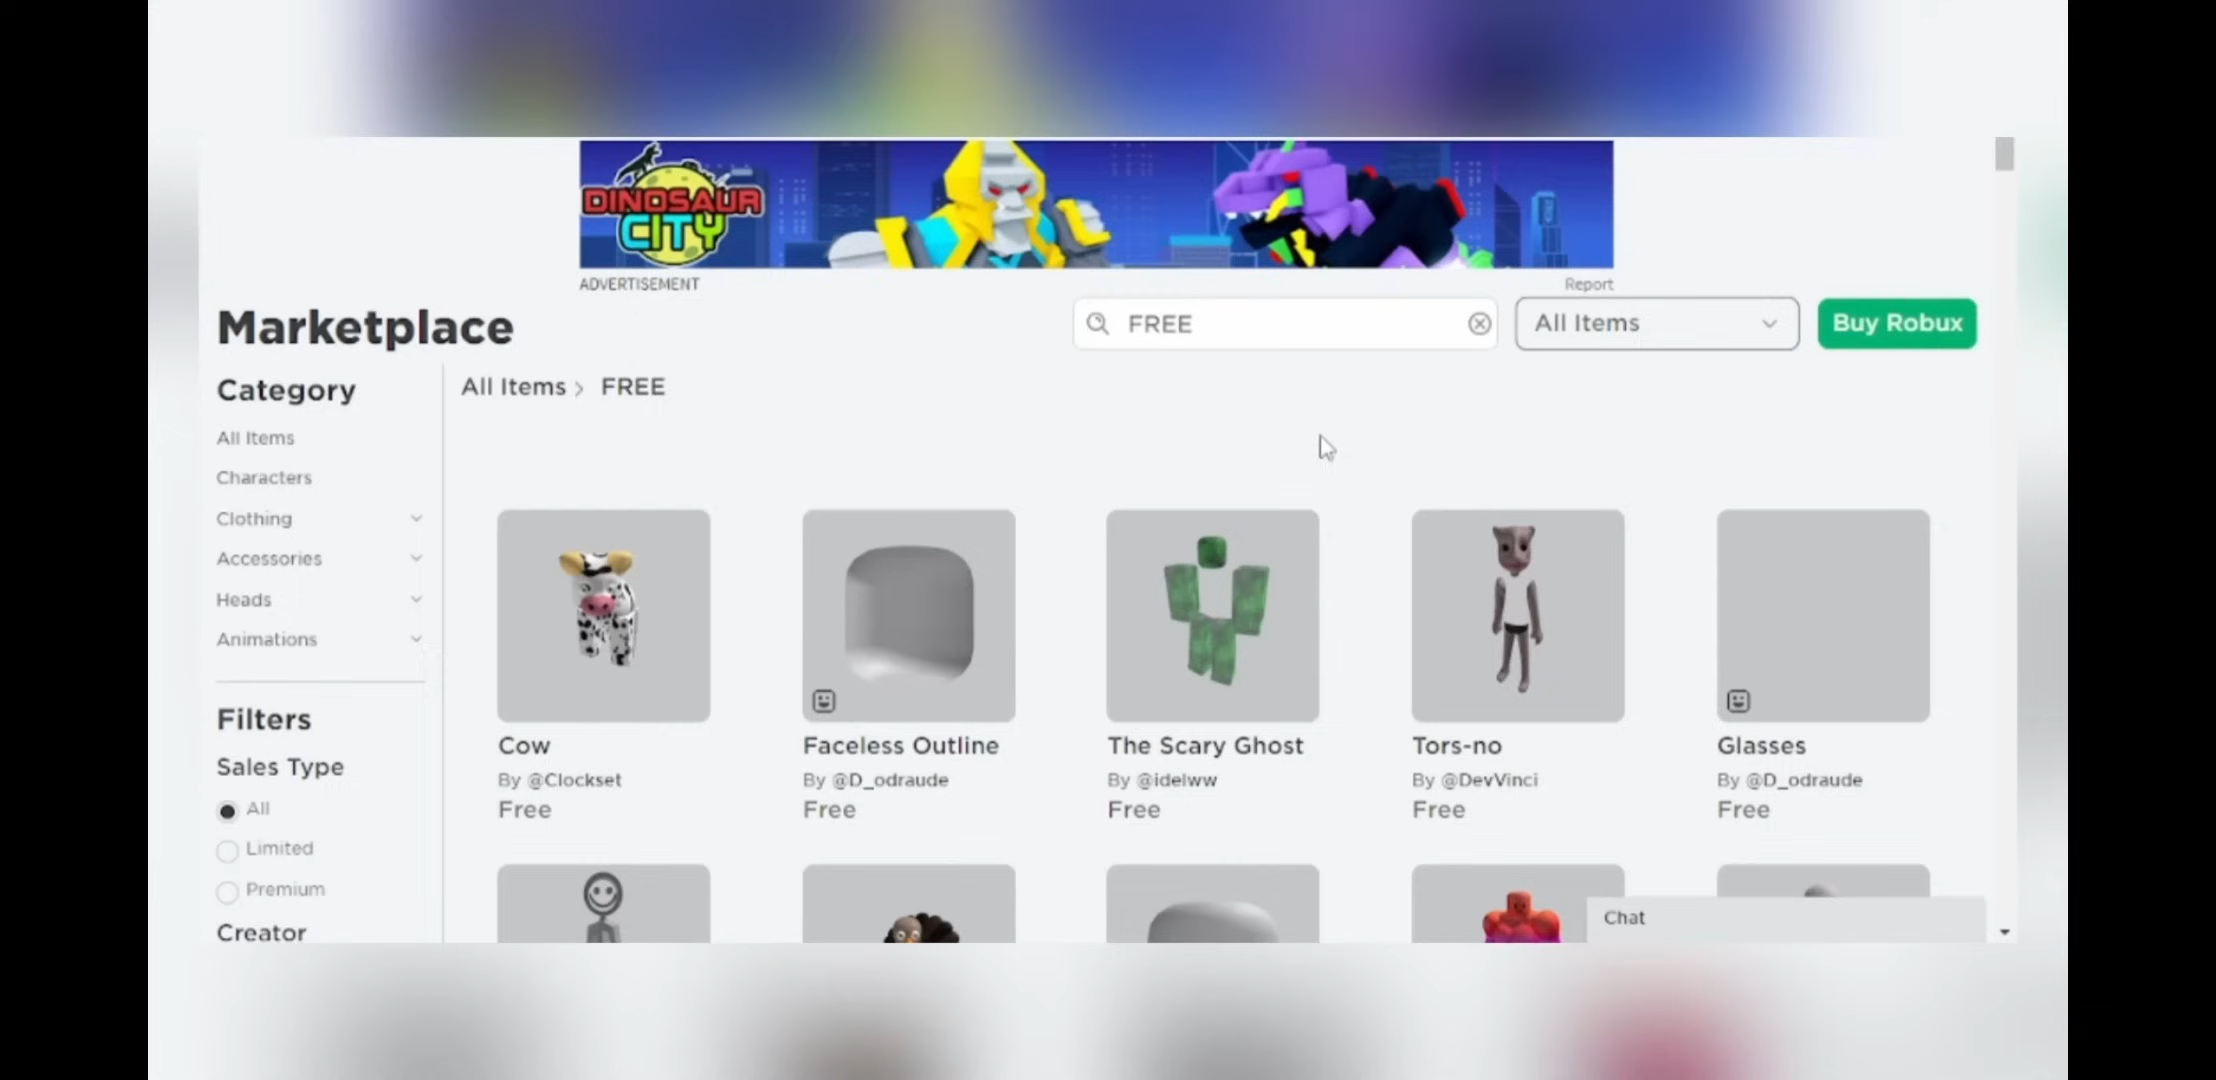 DINOSAUR
CITY
ADVERTISEMENT
Report
Marketplace
FREE
All Items
Buy Robux
Category
All Items
Characters
Clothing
Accessories
Heads
Animations
Filters
Sales Type
All
Limited
Premium
Creator
All Items > FREE
Cow
By @Clockset
Free
Faceless Outline
By @D_odraude
Free
The Scary Ghost
By @idelww
Free
Tors-no
By @DevVinci
Free
Glasses
By @D_odraude
Free
Chat